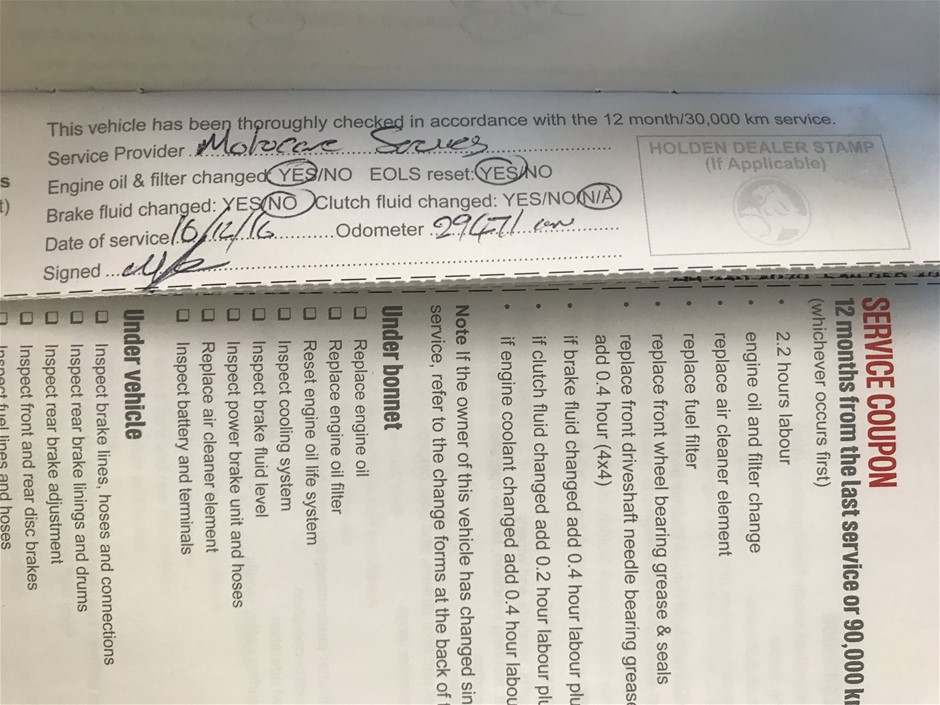 This vehicle has been thoroughly checked in accordance with the 12 month/30,000 km service.
Service Provider Motocare
Engine oil & filter changed YES/NO EOLS reset: YES/NO
Brake fluid changed: YES/NO Clutch fluid changed: YES/NO/N/A
Date of service 16/12/16 Odometer 29471 km
Signed
HOLDEN DEALER STAMP
(If Applicable)
SERVICE COUPON
12 months from the last service or 90,000
(whichever occurs first)
• 2.2 hours labour
• engine oil and filter change
• replace air cleaner element
• replace fuel filter
• replace front wheel bearing grease & seals
• replace front driveshaft needle bearing grease
add 0.4 hour (4x4)
• if brake fluid changed add 0.4 hour labour
• if clutch fluid changed add 0.2 hour labour
• if engine coolant changed add 0.4 hour
Note If the owner of this vehicle has changed
service, refer to the change forms at the back of
Under bonnet
Replace engine oil
Replace engine oil filter
Reset engine oil life system
Inspect cooling system
Inspect brake fluid level
Inspect power brake unit and hoses
Replace air cleaner element
Inspect battery and terminals
Under vehicle
Inspect brake lines, hoses and connections
Inspect rear brake linings and drums
Inspect rear brake adjustment
Inspect front and rear disc brakes
Inspect fuel lines and hoses